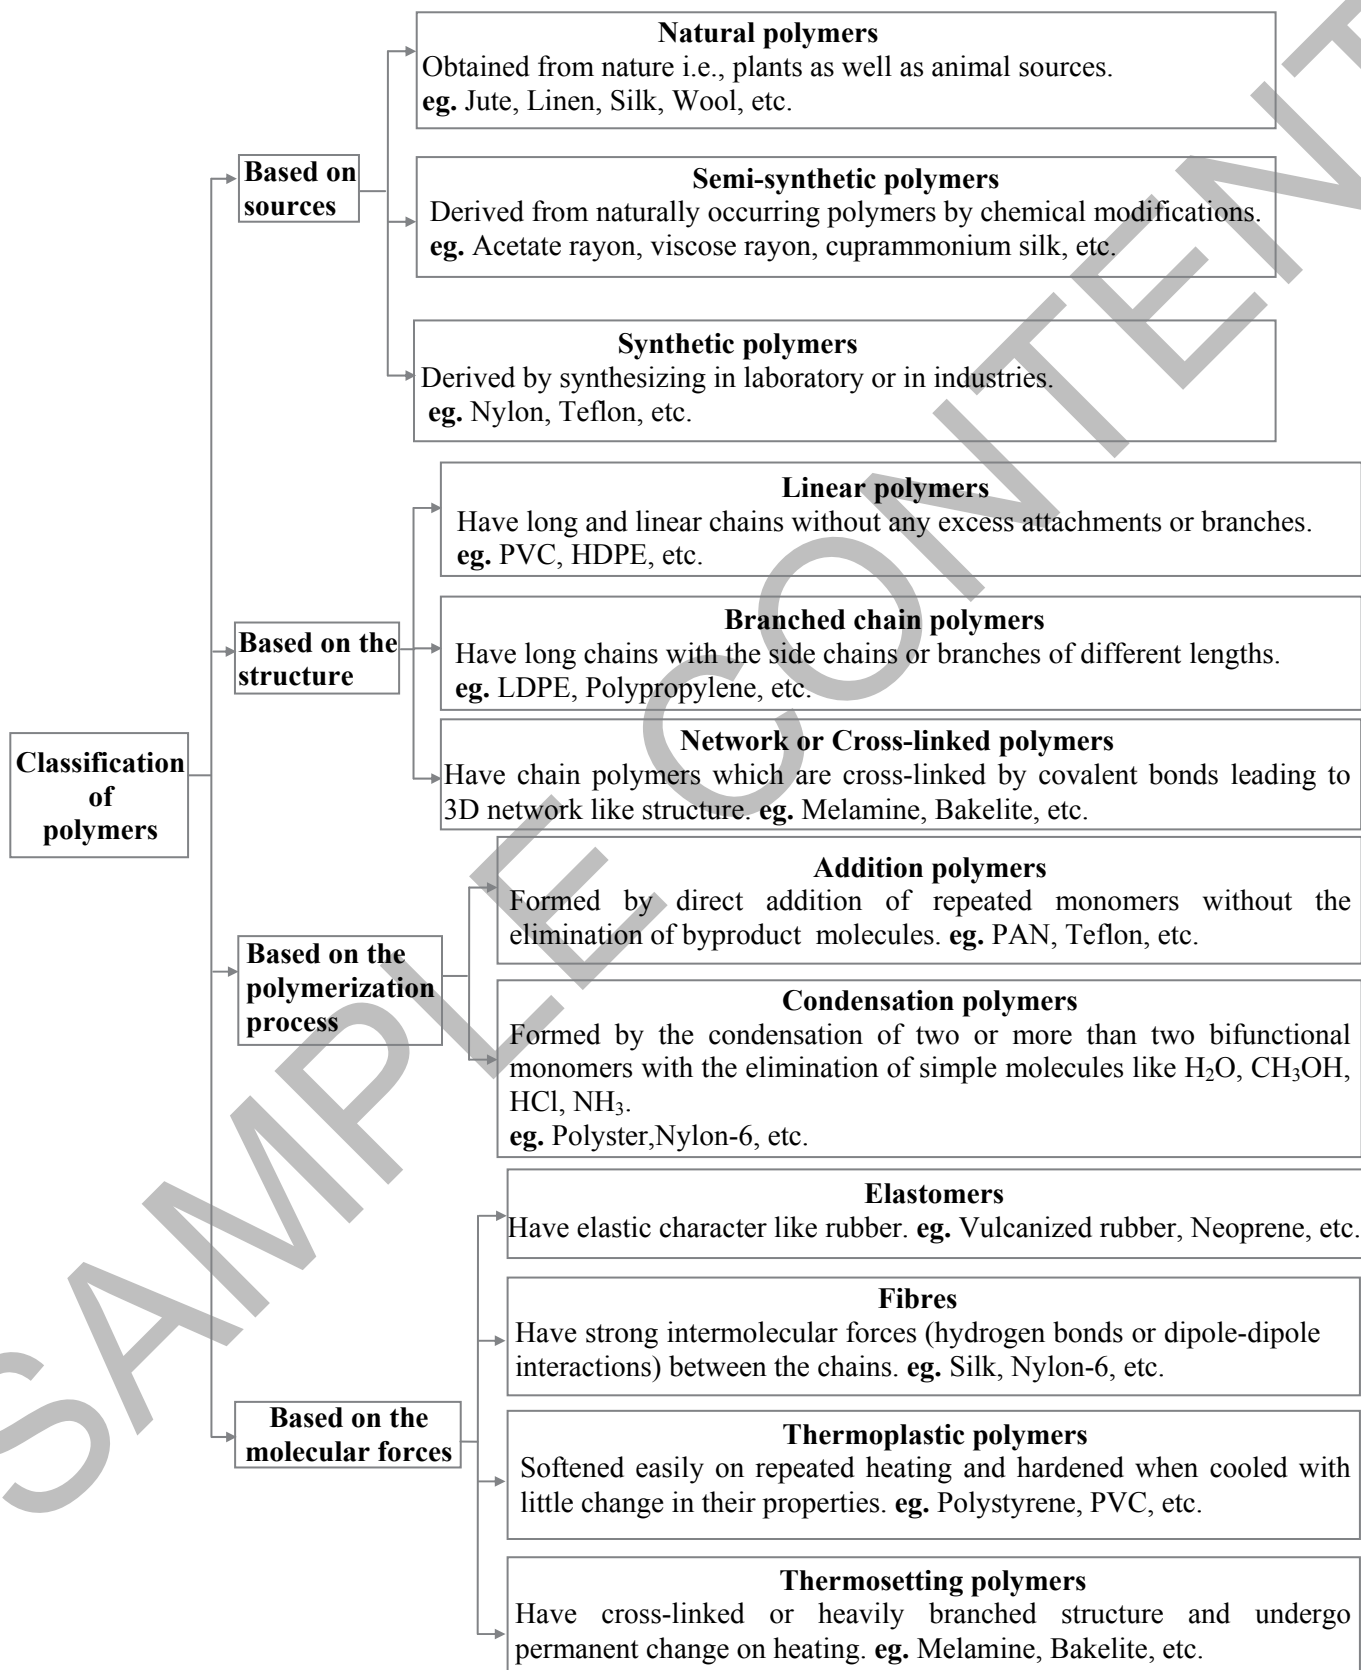 Natural polymers
Obtained from nature i.e., plants as well as animal sources.
eg. Jute, Linen, Silk, Wool, etc.
Based on
sources
Semi-synthetic polymers
Derived from naturally occurring polymers by chemical modifications.
eg. Acetate rayon, viscose rayon, cuprammonium silk, etc.
Synthetic polymers
Derived by synthesizing in laboratory or in industries.
eg. Nylon, Teflon, etc.
Linear polymers
Have long and linear chains without any excess attachments or branches.
eg. PVC, HDPE, etc.
Based on the
structure
Branched chain polymers
Have long chains with the side chains or branches of different lengths.
eg. LDPE, Polypropylene, etc.
Network or Cross-linked polymers
Have chain polymers which are cross-linked by covalent bonds leading to
3D network like structure. eg. Melamine, Bakelite, etc.
Classification
of
polymers
Addition polymers
Formed by direct addition of repeated monomers without the
elimination of byproduct molecules. eg. PAN, Teflon, etc.
Based on the
polymerization
process
Condensation polymers
Formed by the condensation of two or more than two bifunctional
monomers with the elimination of simple molecules like H₂O, CH₃OH,
HCl, NH₃.
eg. Polyster,Nylon-6, etc.
Elastomers
Have elastic character like rubber. eg. Vulcanized rubber, Neoprene, etc.
Fibres
Have strong intermolecular forces (hydrogen bonds or dipole-dipole
interactions) between the chains. eg. Silk, Nylon-6, etc.
Based on the
molecular forces
Thermoplastic polymers
Softened easily on repeated heating and hardened when cooled with
little change in their properties. eg. Polystyrene, PVC, etc.
Thermosetting polymers
Have cross-linked or heavily branched structure and undergo
permanent change on heating. eg. Melamine, Bakelite, etc.
SAMPLE CONTENT